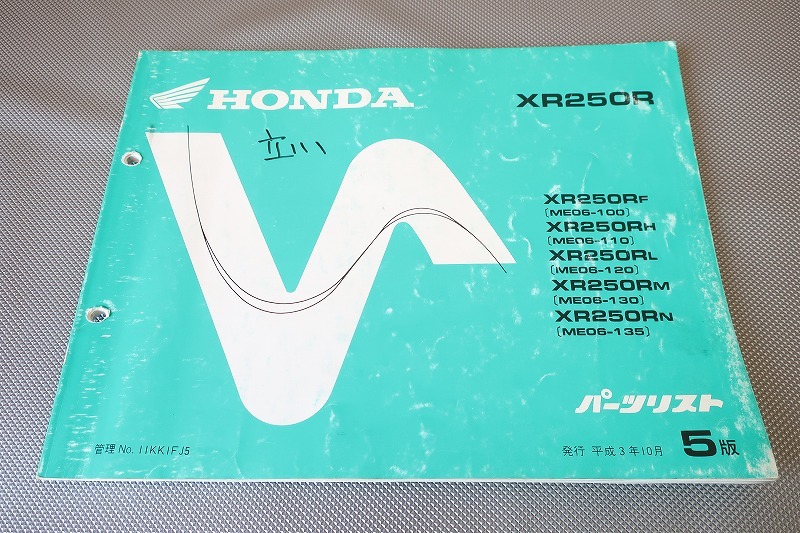 HONDA
XR250R
立川
XR250RF
[ME06-100]
XR250RH
[ME06-110]
XR250RL
[ME06-120]
XR250RM
[ME06-130]
XR250RN
[ME06-135]
パーツリスト
管理 No. 11KK1FJ5
発行 平成3年10月 5版